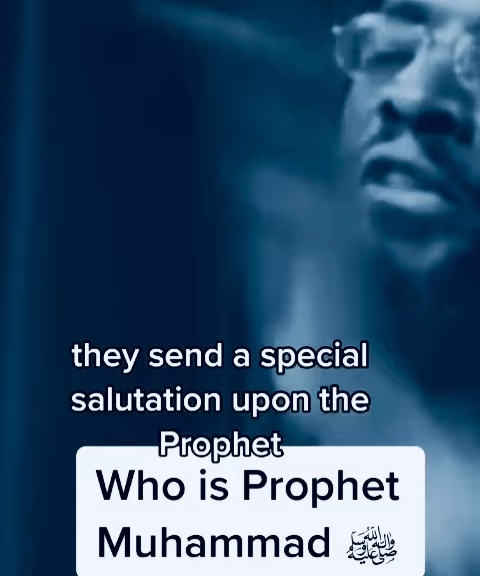 they send a special
salutation upon the
Prophet
Who is Prophet
Muhammad ﷺ